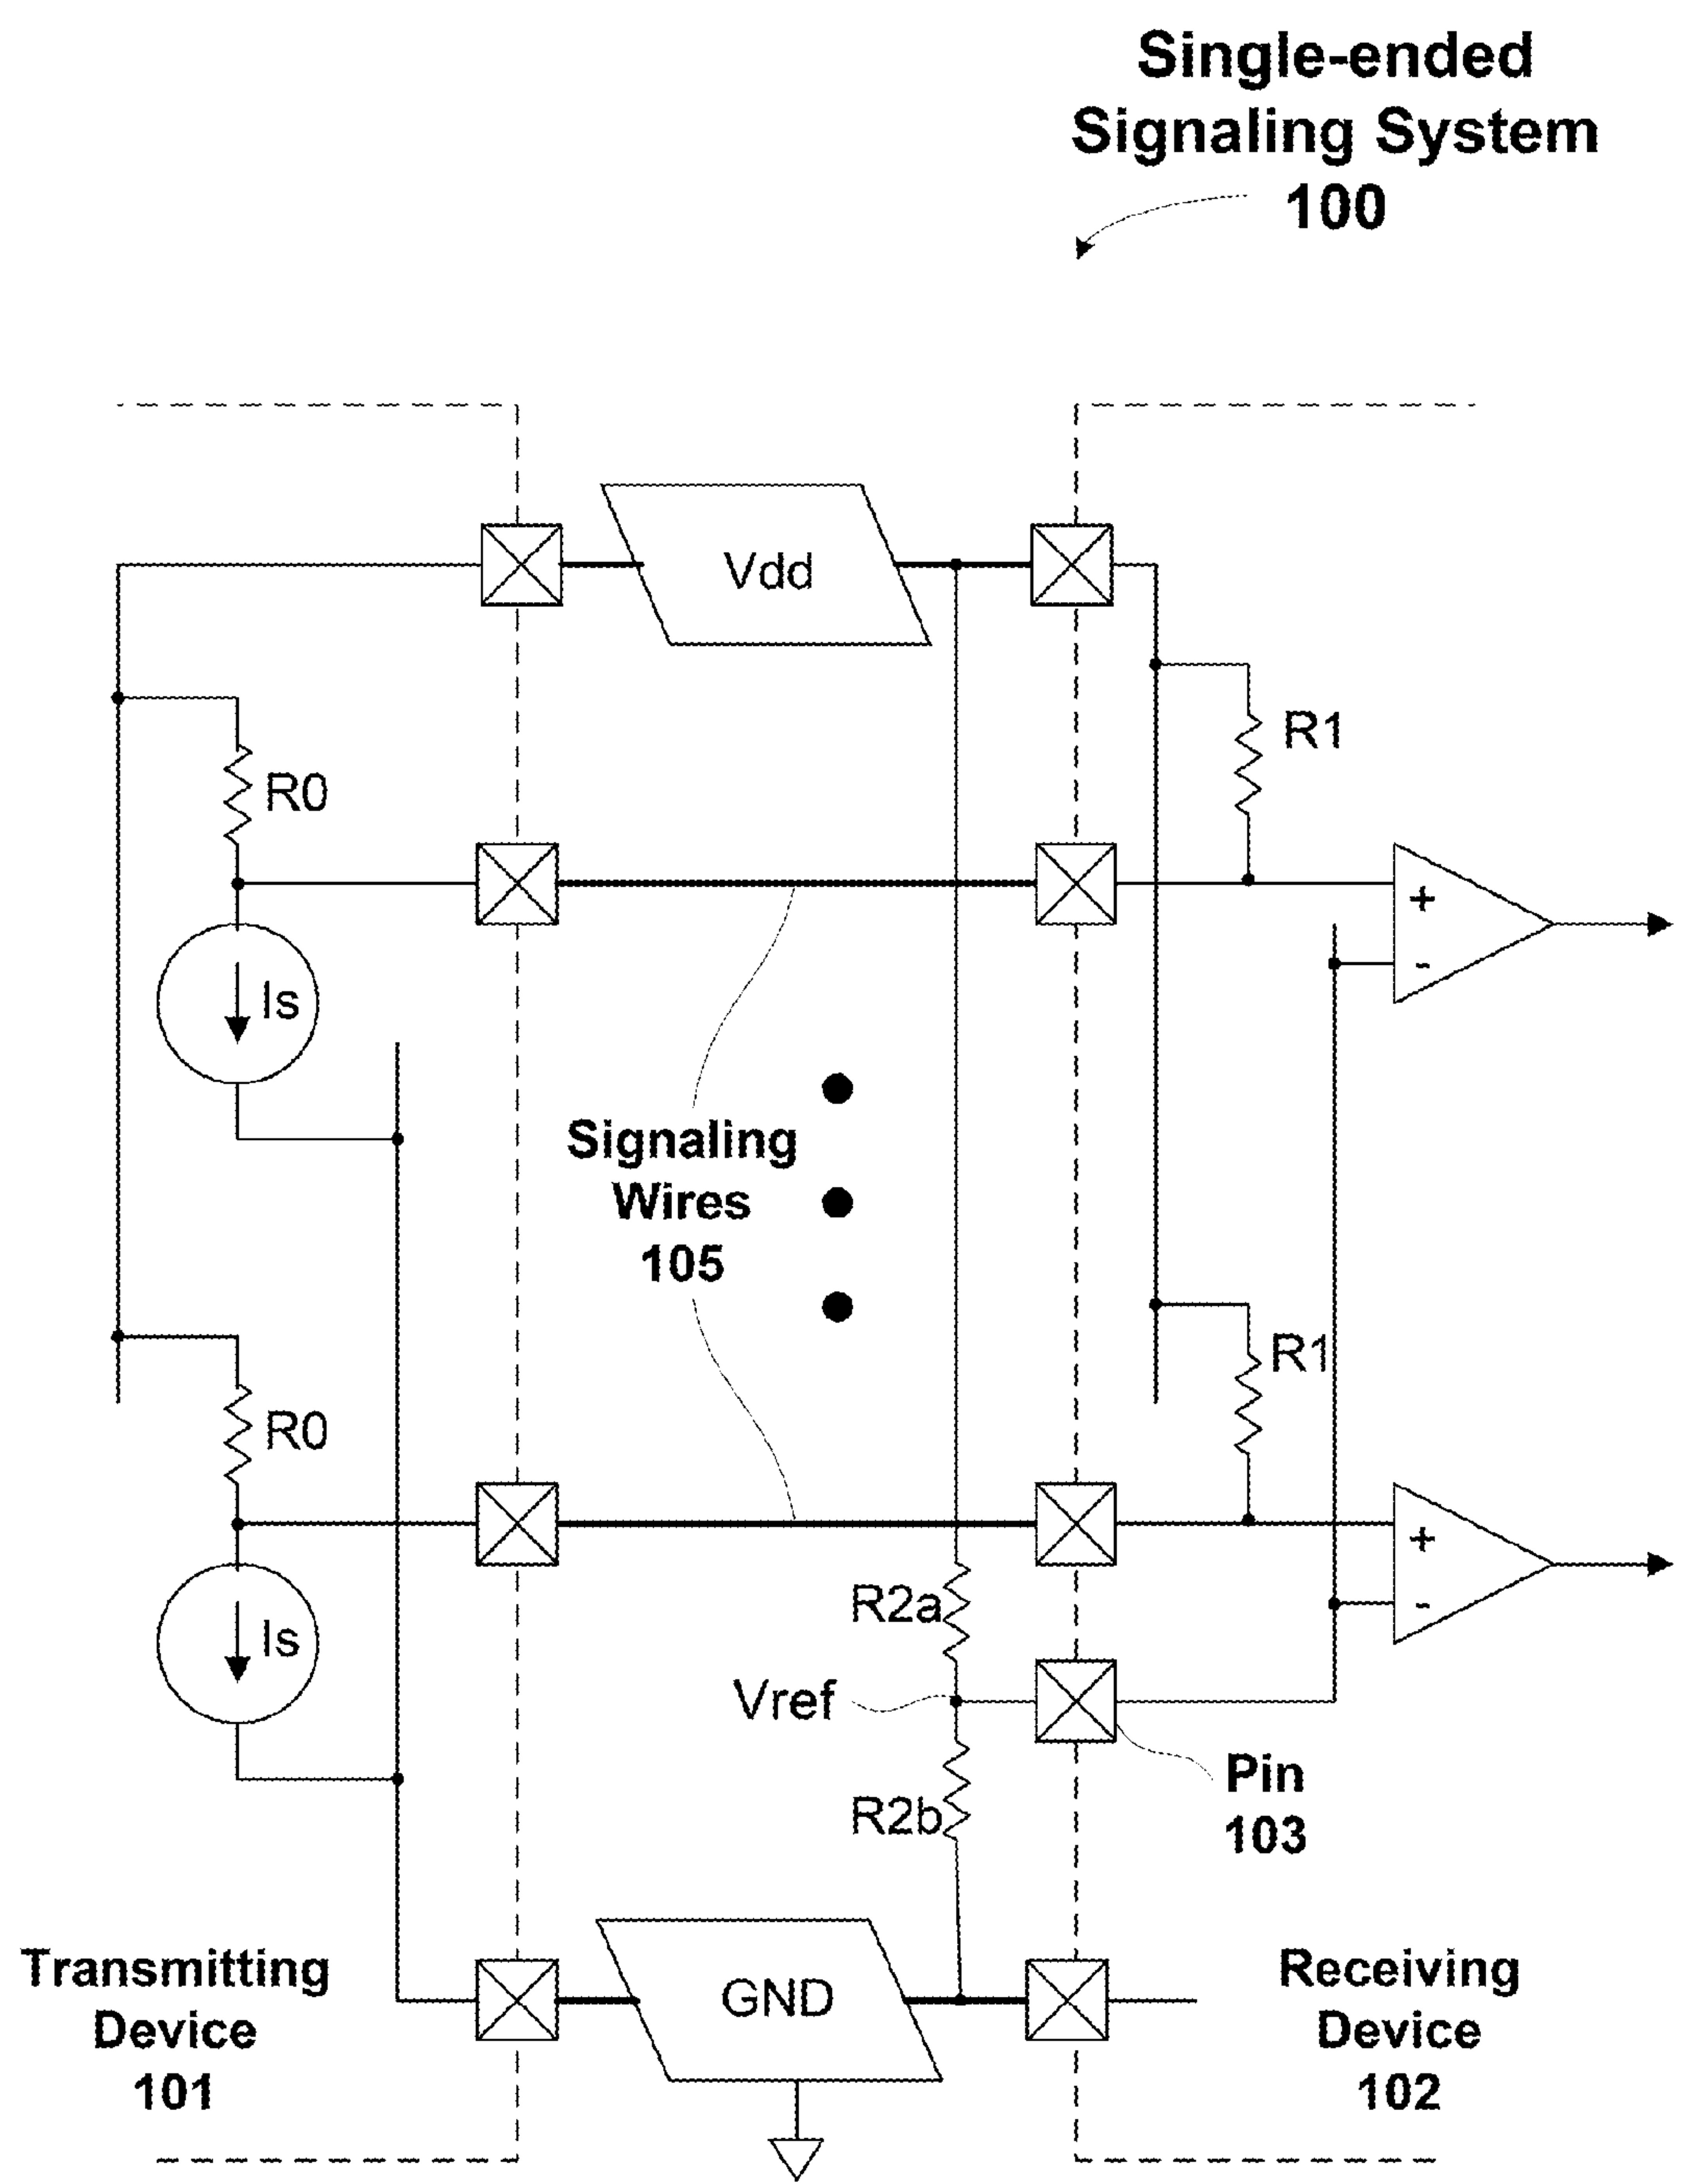 Single-ended
Signaling System
100
Vdd
R1
R0
+
-
Is
Signaling
Wires
105
R1
R0
+
-
Is
R2a
Vref
R2b
Pin
103
GND
Transmitting
Device
101
Receiving
Device
102